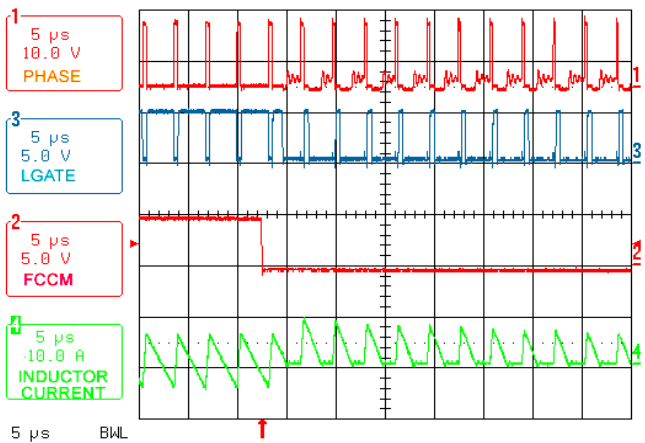 1
5 µs
10.0 V
PHASE
1
3
5 µs
5.0 V
LGATE
3
2
5 µs
5.0 V
FCCM
2
4
5 µs
10.0 A
INDUCTOR
CURRENT
4
5 µs BWL